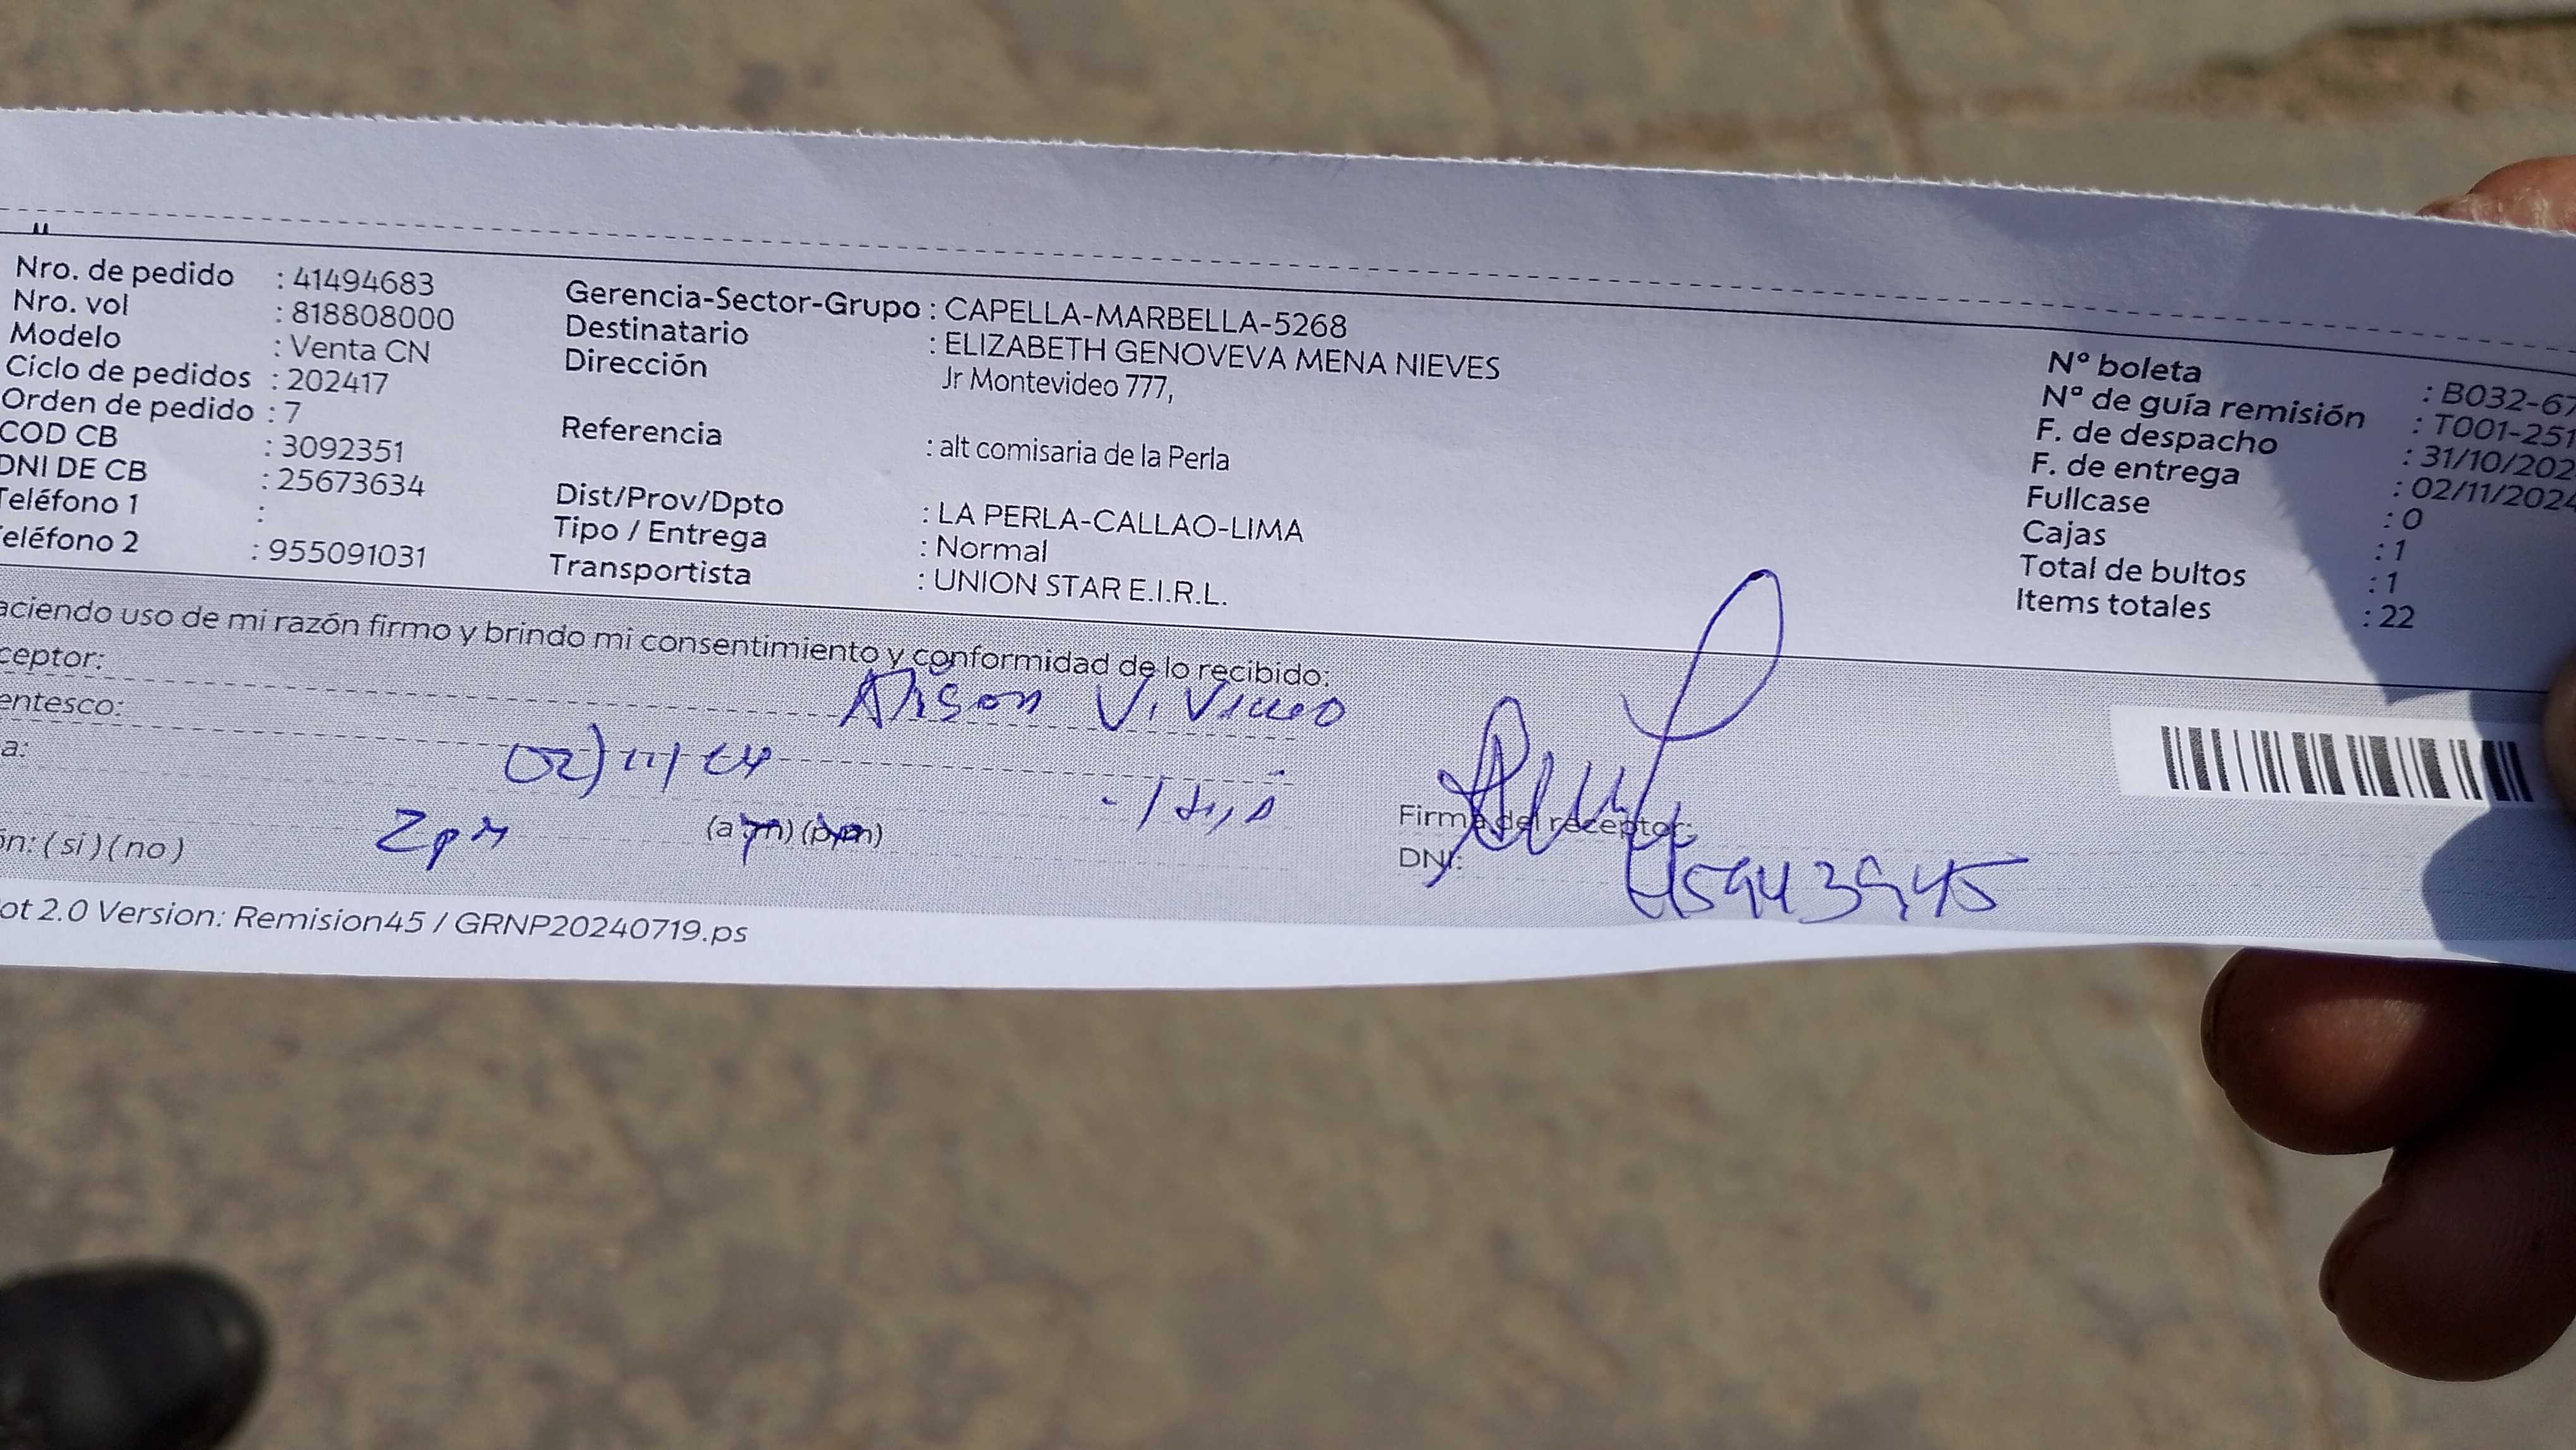 Nro. de pedido : 41494683
Nro. vol : 818808000
Modelo : Venta CN
Ciclo de pedidos : 202417
Orden de pedido : 7
COD CB : 3092351
DNI DE CB : 25673634
Teléfono 1 :
eléfono 2 : 955091031
Gerencia-Sector-Grupo : CAPELLA-MARBELLA-5268
Destinatario : ELIZABETH GENOVEVA MENA NIEVES
Dirección Jr Montevideo 777,
Referencia : alt comisaria de la Perla
Dist/Prov/Dpto : LA PERLA-CALLAO-LIMA
Tipo / Entrega : Normal
Transportista : UNION STAR E.I.R.L.
Nº boleta : B032-67
Nº de guía remisión : T001-251
F. de despacho : 31/10/202
F. de entrega : 02/11/2024
Fullcase : 0
Cajas : 1
Total de bultos : 1
Items totales : 22
aciendo uso de mi razón firmo y brindo mi consentimiento y conformidad de lo recibido:
ceptor: Alison V.
entesco:
a: 02/11/24
2pm (am) (pm)
Firma del receptor:
ón: ( si ) ( no )
DNI:
ot 2.0 Version: Remision45 / GRNP20240719.ps